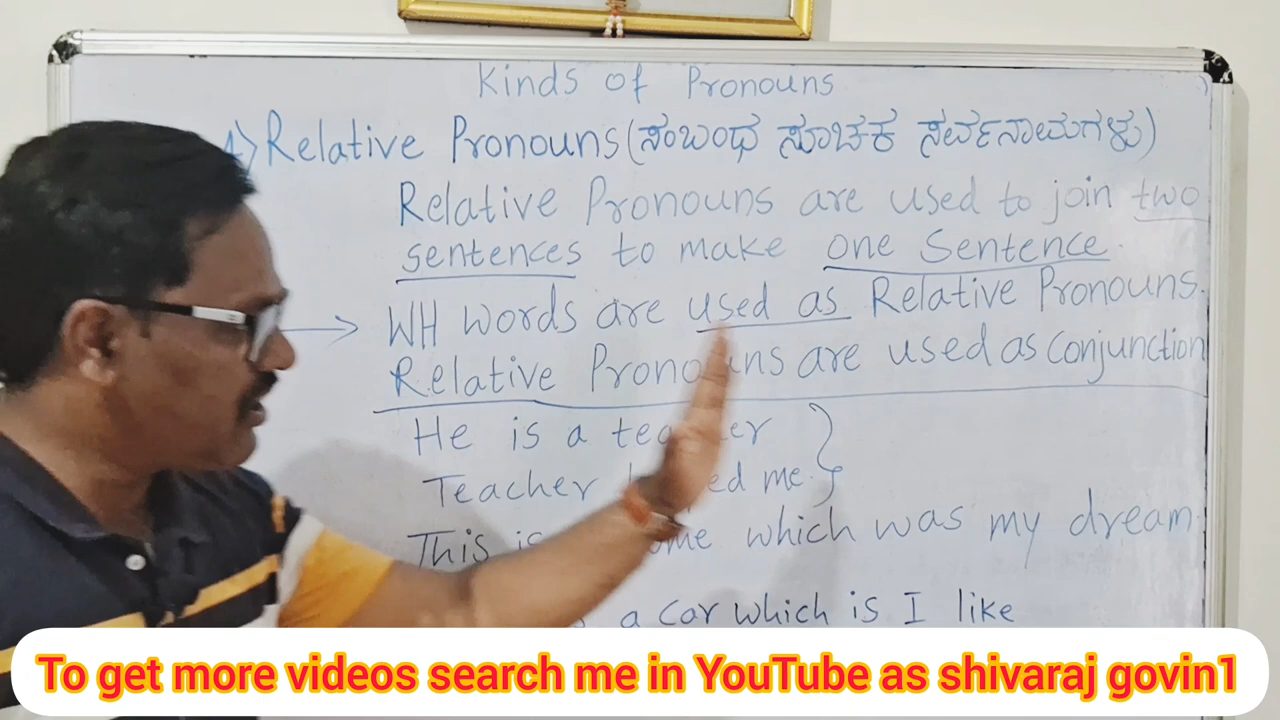 Kinds of Pronouns
Relative Pronouns (ಸಂಬಂಧ ಸೂಚಕ ಸರ್ವನಾಮಗಳು)
Relative Pronouns are used to join two
sentences to make one Sentence.
WH words are used as Relative Pronouns.
Relative Pronouns are used as Conjunction
He is a teacher
Teacher me.
This is which was my dream
a car which is I like
To get more videos search me in YouTube as shivaraj govin1